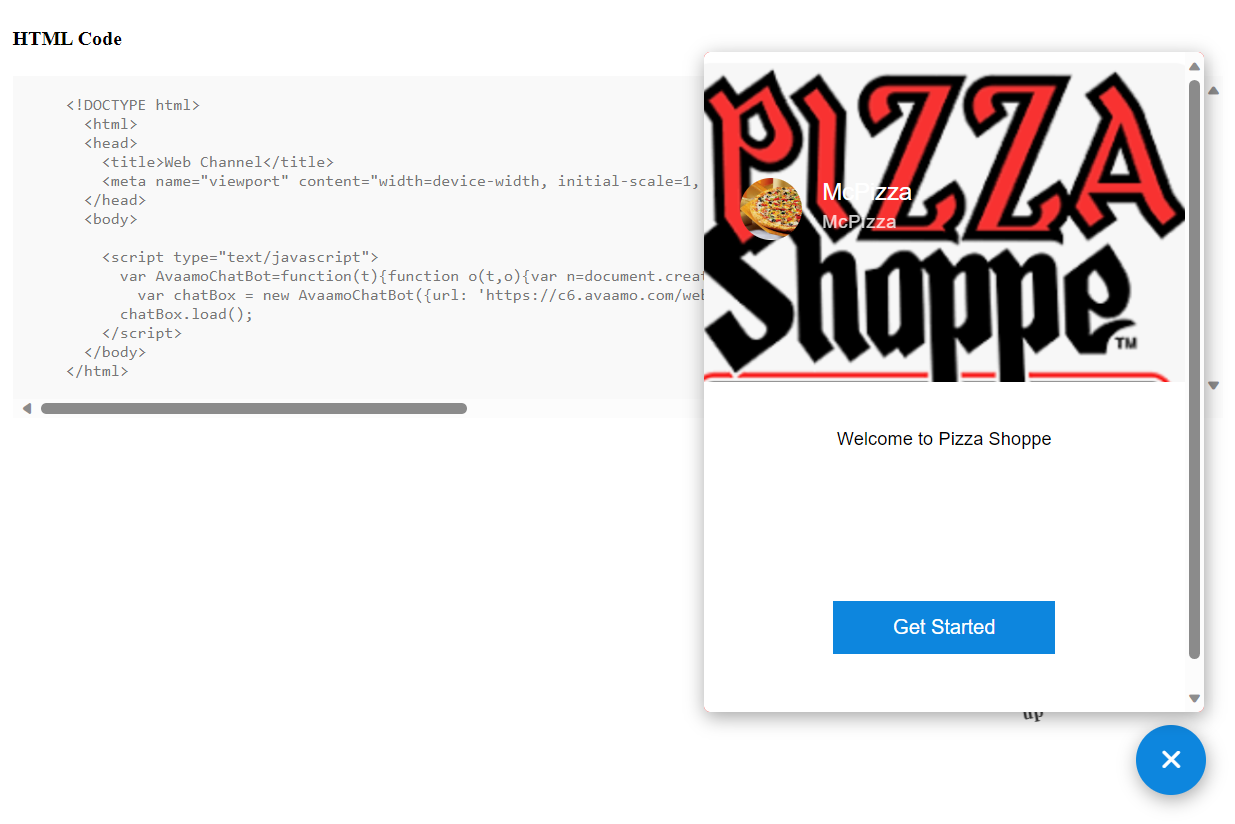 HTML Code
<!DOCTYPE html>
<html>
<head>
<title>Web Channel</title>
<meta name="viewport" content="width=device-width, initial-scale=1,
</head>
<body>
<script type="text/javascript">
var AvaamoChatBot=function(t){function o(t,o){var n=document.creat
var chatBox = new AvaamoChatBot({url: 'https://c6.avaamo.com/web
chatBox.load();
</script>
</body>
</html>
PIZZA
Shoppe
TM
McPizza
McPizza
Welcome to Pizza Shoppe
Get Started
up